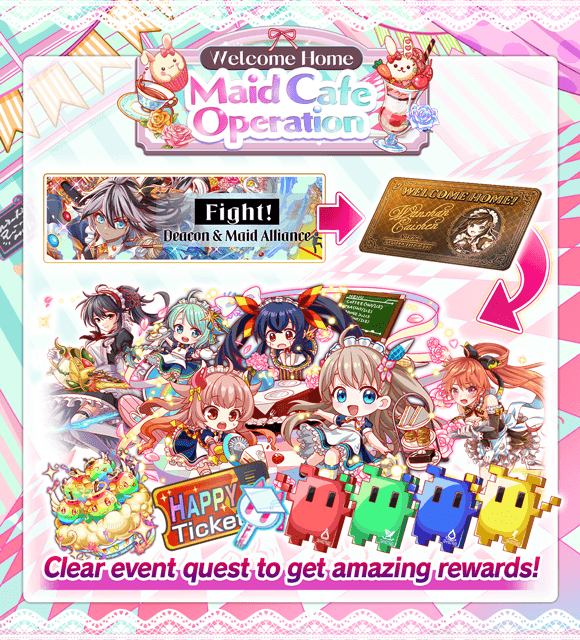 Welcome Home
Maid Cafe
Operation
Fight!
Deacon & Maid Alliance
WELCOME HOME!
MENU
HAPPY
Ticket
Clear event quest to get amazing rewards!